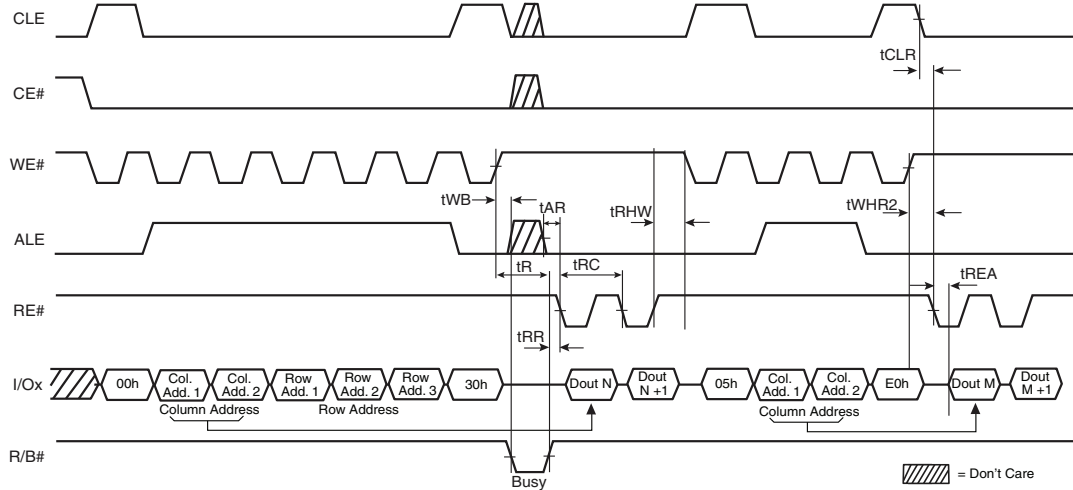 CLE
tCLR
CE#
WE#
tWB
tAR
tRHW
tWHR2
ALE
tR
tRC
tREA
RE#
tRR
I/Ox
00h
Col. Add. 1
Col. Add. 2
Row Add. 1
Row Add. 2
Row Add. 3
30h
Dout N
Dout N +1
05h
Col. Add. 1
Col. Add. 2
E0h
Dout M
Dout M +1
Column Address
Row Address
Column Address
R/B#
Busy
= Don't Care